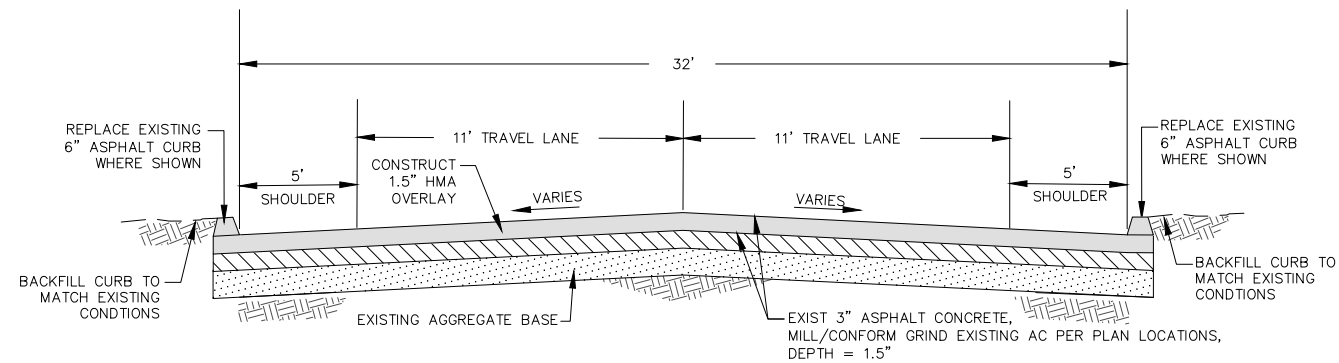 32'
REPLACE EXISTING
6" ASPHALT CURB
WHERE SHOWN
11' TRAVEL LANE
11' TRAVEL LANE
REPLACE EXISTING
6" ASPHALT CURB
WHERE SHOWN
CONSTRUCT
1.5" HMA
OVERLAY
5'
SHOULDER
VARIES
VARIES
5'
SHOULDER
BACKFILL CURB TO
MATCH EXISTING
CONDTIONS
BACKFILL CURB TO
MATCH EXISTING
CONDTIONS
EXISTING AGGREGATE BASE
EXIST 3" ASPHALT CONCRETE,
MILL/CONFORM GRIND EXISTING AC PER PLAN LOCATIONS,
DEPTH = 1.5"